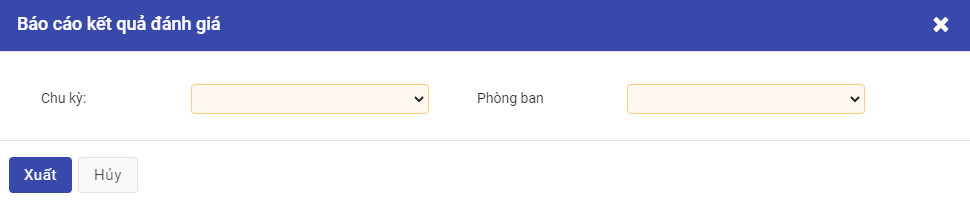 Báo cáo kết quả đánh giá
Chu kỳ:
Phòng ban
Xuất
Hủy